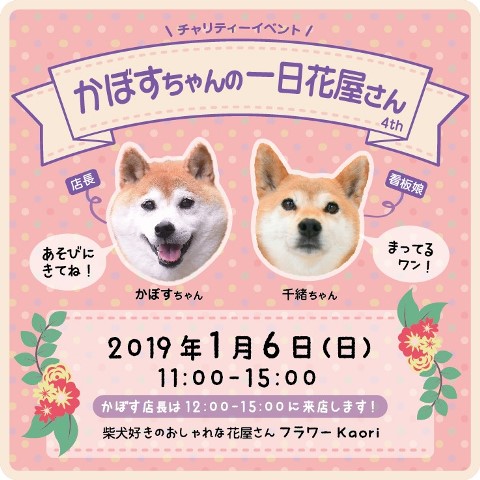 \ チャリティーイベント /
かぼすちゃんの一日花屋さん
4th
店長
看板娘
あそびに
きてね！
まってる
ワン！
かぼすちゃん
千緒ちゃん
2019年1月6日(日)
11:00-15:00
かぼす店長は12:00-15:00に来店します！
柴犬好きのおしゃれな花屋さん フラワーKaori